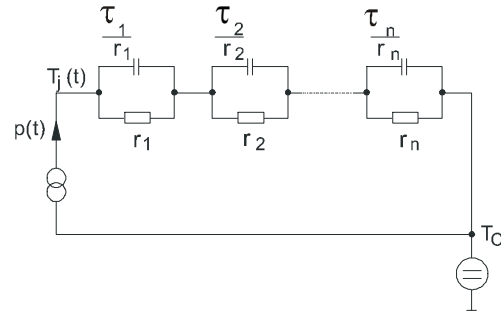 τ1/r1 τ2/r2 τn/rn
Tj(t)
p(t)
r1 r2 rn
TC